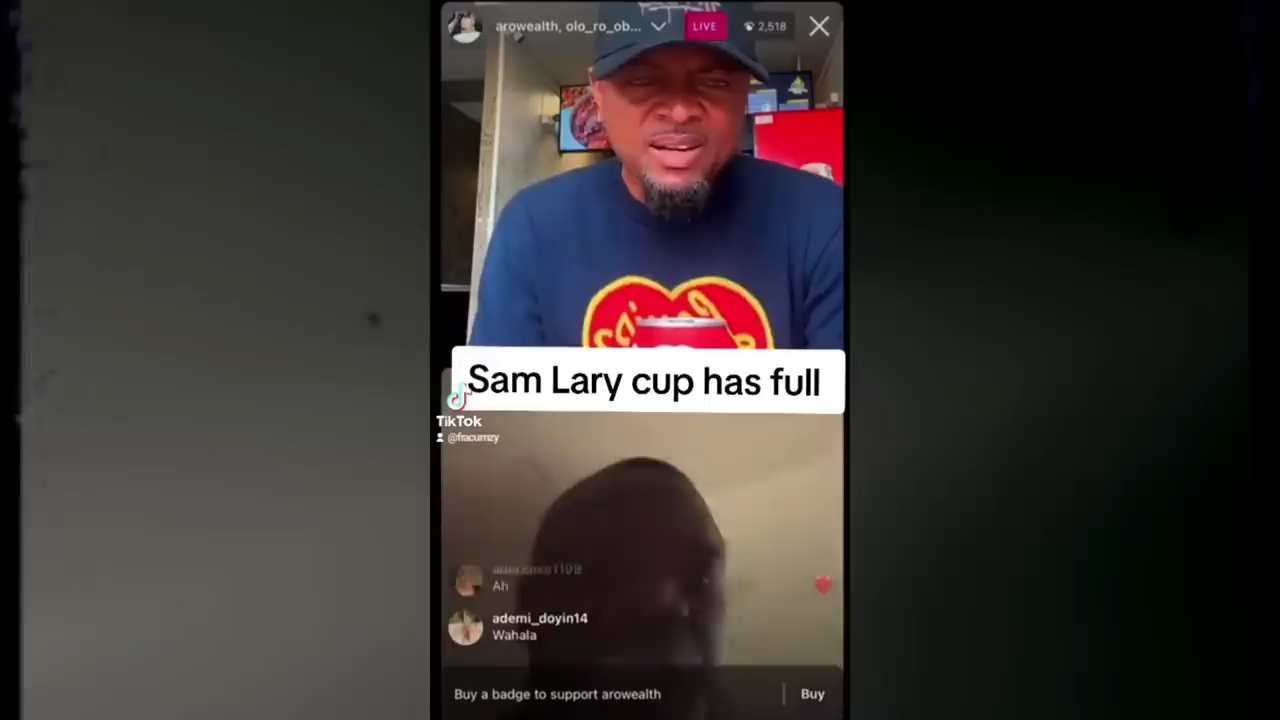 arowealth, olo_ro_ob...
LIVE
2,518
Sam Lary cup has full
TikTok
@fracumzy
Ah
ademi_doyin14
Wahala
Buy a badge to support arowealth
Buy